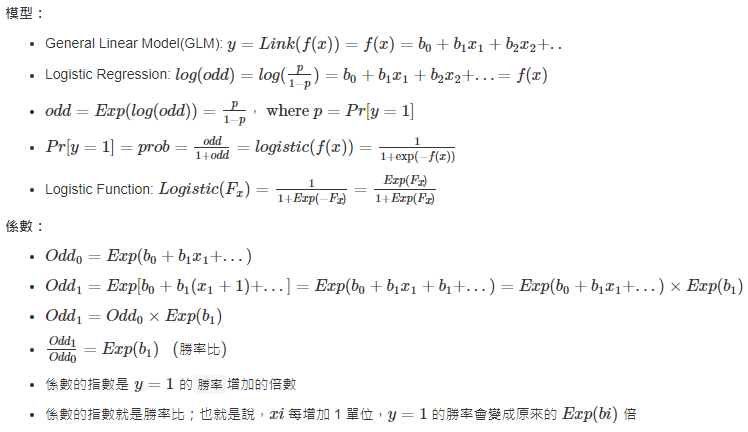 模型：
• General Linear Model(GLM): $y = Link(f(x)) = f(x) = b_0 + b_1x_1 + b_2x_2 + ..$
• Logistic Regression: $log(odd) = log(\frac{p}{1-p}) = b_0 + b_1x_1 + b_2x_2 + ... = f(x)$
• $odd = Exp(log(odd)) = \frac{p}{1-p}$， where $p = Pr[y = 1]$
• $Pr[y = 1] = prob = \frac{odd}{1+odd} = logistic(f(x)) = \frac{1}{1+\exp(-f(x))}$
• Logistic Function: $Logistic(F_x) = \frac{1}{1+Exp(-F_x)} = \frac{Exp(F_x)}{1+Exp(F_x)}$
係數：
• $Odd_0 = Exp(b_0 + b_1x_1 + ...)$
• $Odd_1 = Exp[b_0 + b_1(x_1 + 1) + ...] = Exp(b_0 + b_1x_1 + b_1 + ...) = Exp(b_0 + b_1x_1 + ...) \times Exp(b_1)$
• $Odd_1 = Odd_0 \times Exp(b_1)$
• $\frac{Odd_1}{Odd_0} = Exp(b_1)$ (勝率比)
• 係數的指數是 $y = 1$ 的 勝率 增加的倍數
• 係數的指數就是勝率比；也就是說，$xi$ 每增加 1 單位，$y = 1$ 的勝率會變成原來的 $Exp(bi)$ 倍